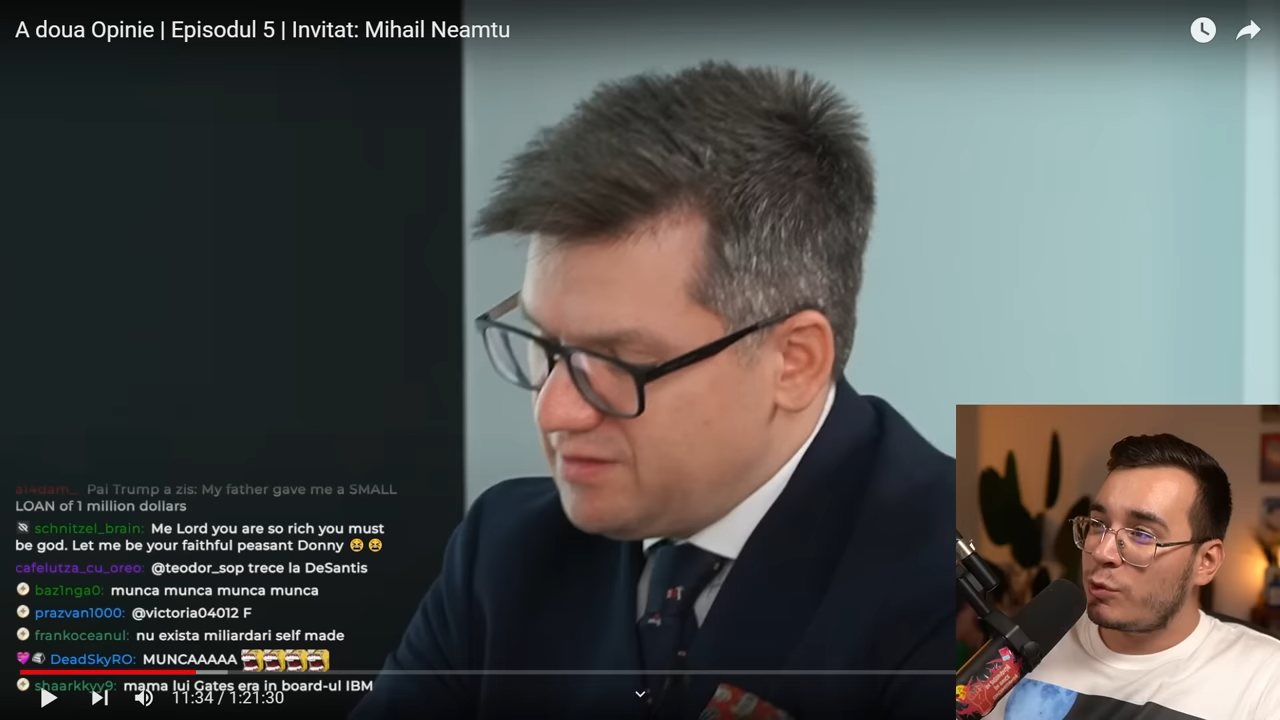 A doua Opinie | Episodul 5 | Invitat: Mihail Neamtu
al4dam_: Pai Trump a zis: My father gave me a SMALL
LOAN of 1 million dollars
schnitzel_brain: Me Lord you are so rich you must
be god. Let me be your faithful peasant Donny
cafelutza_cu_oreo: @teodor_sop trece la DeSantis
baz1nga0: munca munca munca munca
prazvan1000: @victoria04012 F
frankoceanul: nu exista miliardari self made
DeadSkyRO: MUNCAAAAA
shaarkkyy9: mama lui Gates era in board-ul IBM
11:34 / 1:21:30